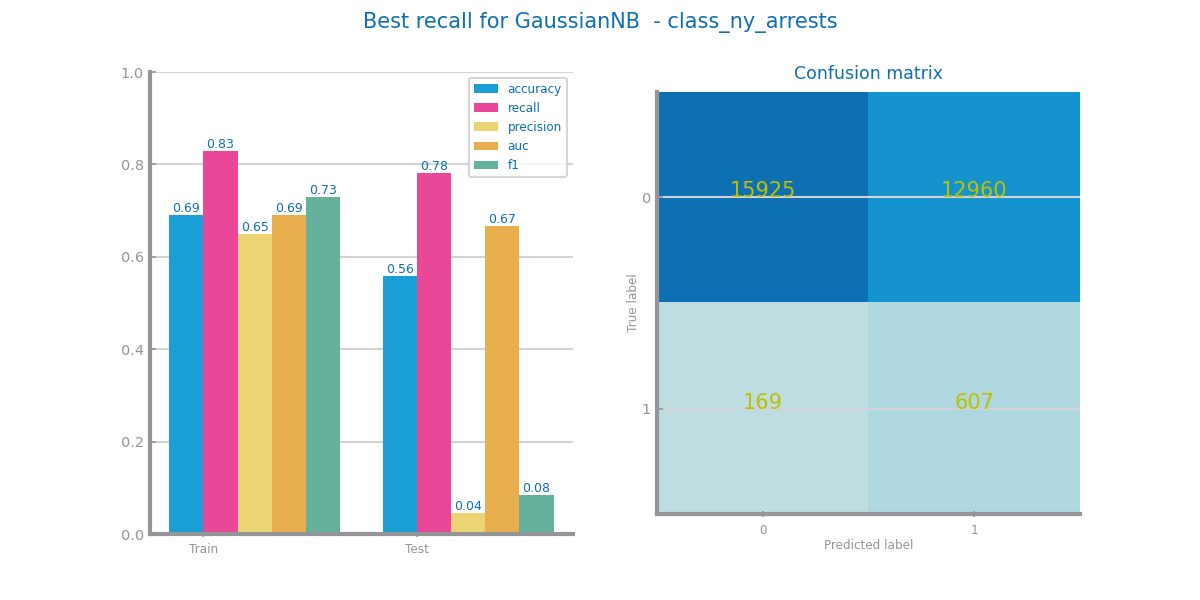 Best recall for GaussianNB - class_ny_arrests
1.0
0.8
0.6
0.4
0.2
0.0
accuracy
recall
precision
auc
f1
0.69
0.83
0.65
0.69
0.73
0.56
0.78
0.04
0.67
0.08
Train
Test
Confusion matrix
True label
0
1
15925
12960
169
607
0
1
Predicted label